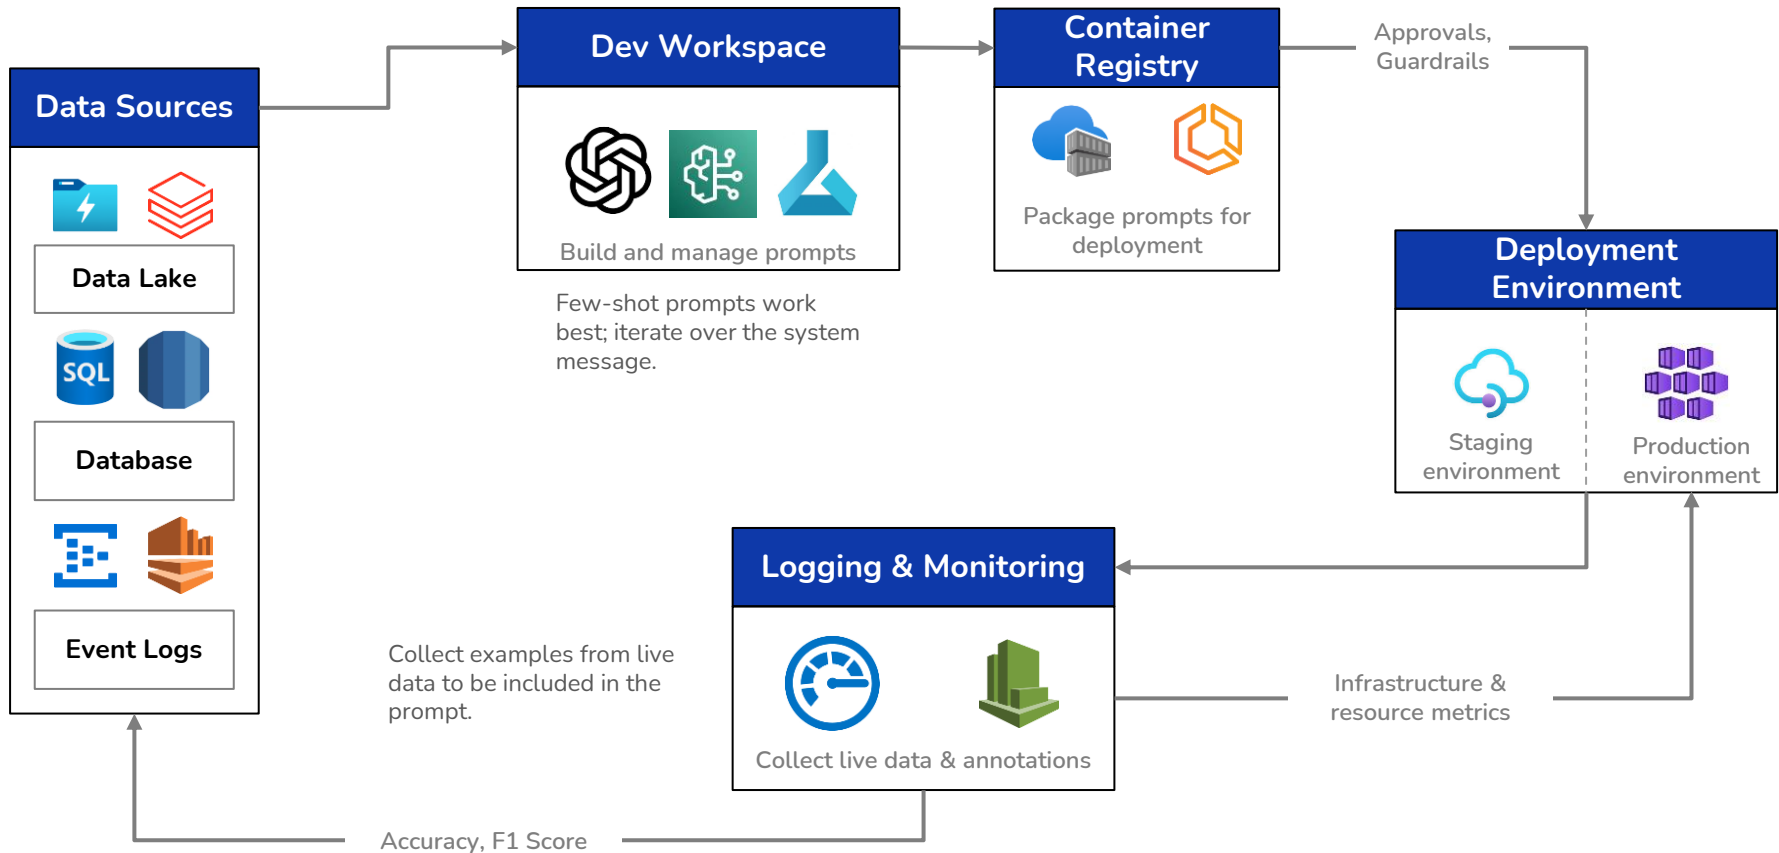 Data Sources
Data Lake
SQL
Database
Event Logs
Dev Workspace
Build and manage prompts
Few-shot prompts work
best; iterate over the system
message.
Container
Registry
Package prompts for
deployment
Approvals,
Guardrails
Deployment
Environment
Staging
environment
Production
environment
Logging & Monitoring
Collect live data & annotations
Infrastructure &
resource metrics
Collect examples from live
data to be included in the
prompt.
Accuracy, F1 Score